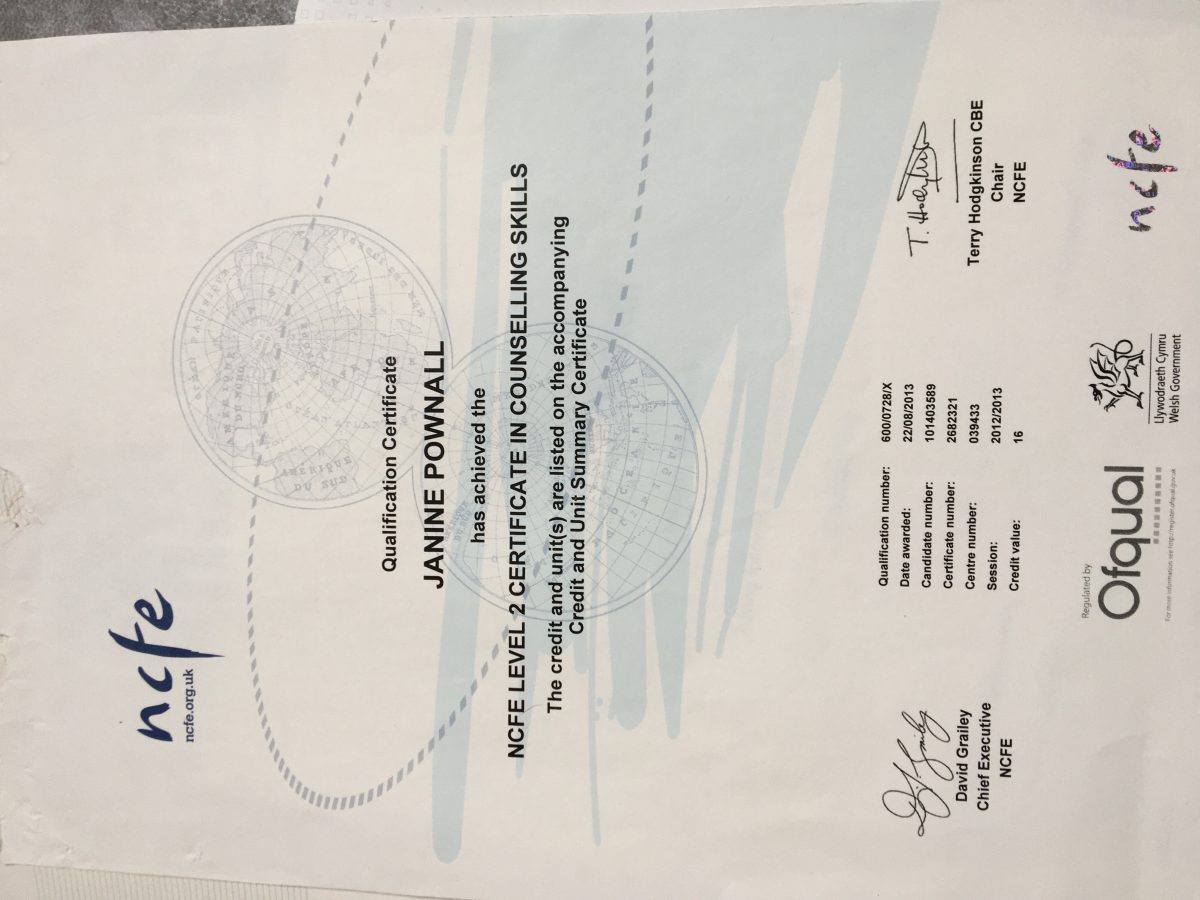 ncfe
ncfe.org.uk
Qualification Certificate
JANINE POWNALL
has achieved the
NCFE LEVEL 2 CERTIFICATE IN COUNSELLING SKILLS
The credit and unit(s) are listed on the accompanying
Credit and Unit Summary Certificate
Qualification number: 600/0728/X
Date awarded: 22/08/2013
Candidate number: 101403589
Certificate number: 2682321
Centre number: 039433
Session: 2012/2013
Credit value: 16
David Grailey
Chief Executive
NCFE
T. Hodgkinson
Terry Hodgkinson CBE
Chair
NCFE
Regulated by
Ofqual
For more information see http://register.ofqual.gov.uk
Llywodraeth Cymru
Welsh Government
ncfe
AMERIQUE
DU SUD